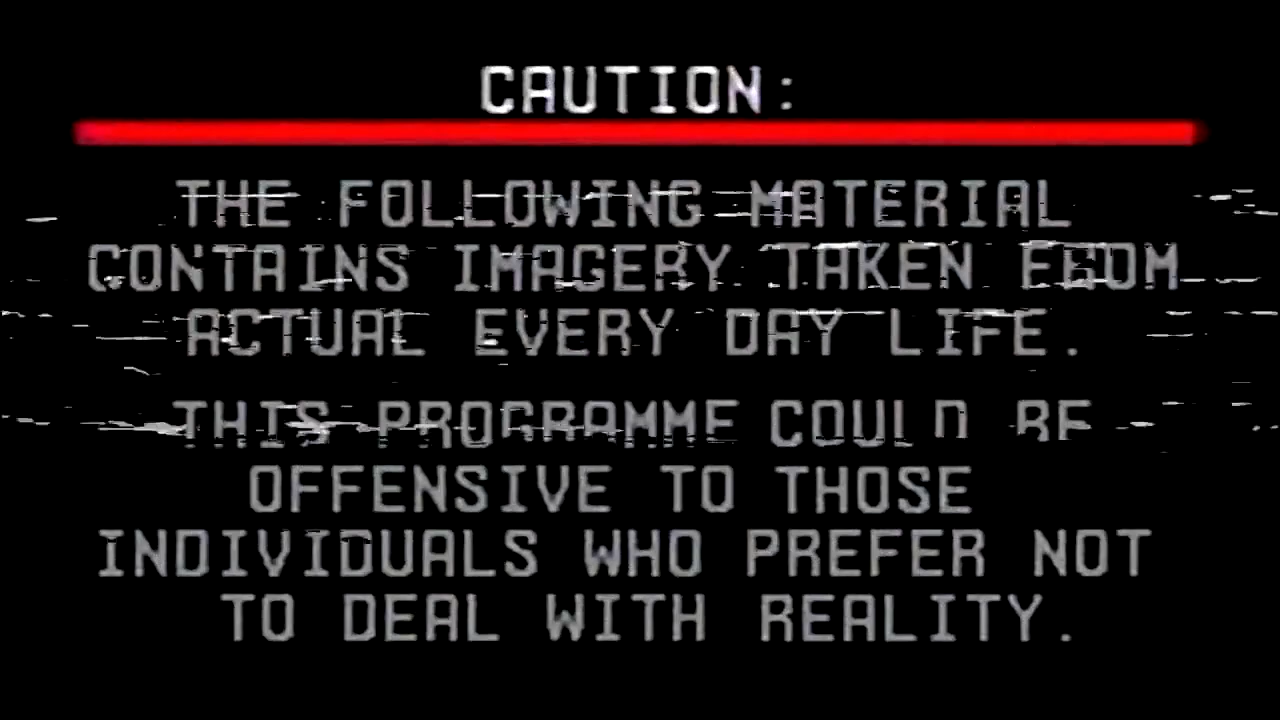 CAUTION:
THE FOLLOWING MATERIAL
CONTAINS IMAGERY TAKEN FROM
ACTUAL EVERY DAY LIFE.
THIS PROGRAMME COULD BE
OFFENSIVE TO THOSE
INDIVIDUALS WHO PREFER NOT
TO DEAL WITH REALITY.